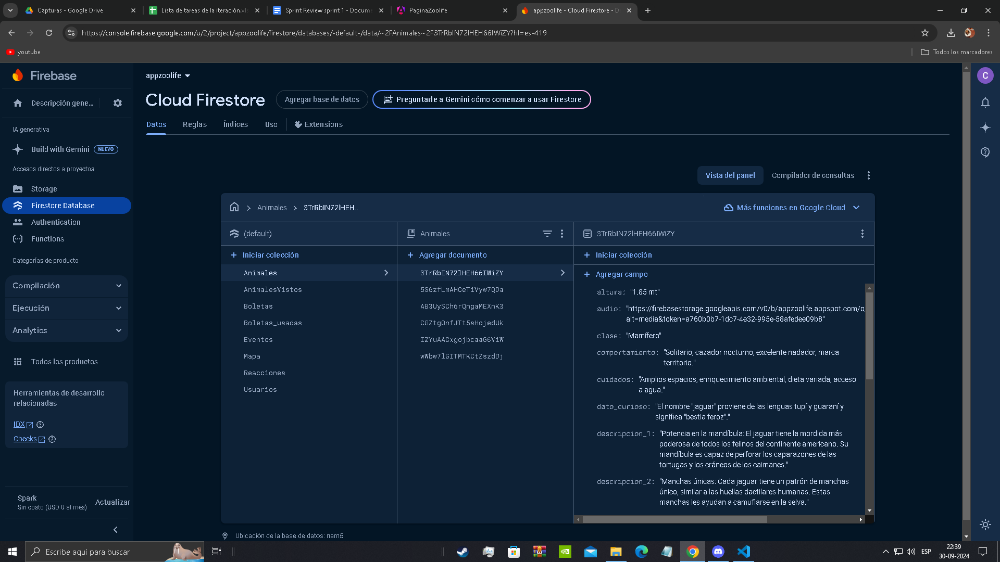 Capturas - Google Drive
Lista de tareas de la iteración.xls
Sprint Review sprint 1 - Docume
PaginaZoolife
appzoolife - Cloud Firestore - D
https://console.firebase.google.com/u/2/project/appzoolife/firestore/databases/-default-/data/~2FAnimales~2F3TrRbIN72lHEH66IWiZY?hl=es-419
youtube
Todos los marcadores
Firebase
Descripción gene...
IA generativa
Build with Gemini NUEVO
Accesos directos a proyectos
Storage
Firestore Database
Authentication
Functions
Categorías de producto
Compilación
Ejecución
Analytics
Todos los productos
Herramientas de desarrollo
relacionadas
IDX
Checks
Spark
Sin costo (USD 0 al mes)
Actualizar
appzoolife
Cloud Firestore
Agregar base de datos
Preguntarle a Gemini cómo comenzar a usar Firestore
Datos
Reglas
Índices
Uso
Extensions
Vista del panel
Compilador de consultas
Animales
3TrRbIN72lHEH..
Más funciones en Google Cloud
(default)
Iniciar colección
Animales
AnimalesVistos
Boletas
Boletas_usadas
Eventos
Mapa
Reacciones
Usuarios
Animales
Agregar documento
3TrRbIN72lHEH66IWiZY
5S6zfLmAHCeTiVyw7QDa
AB3UySCh6rQngaMEXnK3
CGZtgOnfJTt5sHojedUk
I2YuAACxgojbcaaG6ViW
wWbw7lGITMTKCtZszdDj
3TrRbIN72lHEH66IWiZY
Iniciar colección
Agregar campo
altura: "1.85 mt"
audio: "https://firebasestorage.googleapis.com/v0/b/appzoolife.appspot.com/o
alt=media&token=a760b0b7-1dc7-4e32-995e-58afedee09b8"
clase: "Mamífero"
comportamiento: "Solitario, cazador nocturno, excelente nadador, marca
territorio."
cuidados: "Amplios espacios, enriquecimiento ambiental, dieta variada, acceso
a agua."
dato_curioso: "El nombre "jaguar" proviene de las lenguas tupí y guaraní y
significa "bestia feroz"."
descripcion_1: "Potencia en la mandíbula: El jaguar tiene la mordida más
poderosa de todos los felinos del continente americano. Su
mandíbula es capaz de perforar los caparazones de las
tortugas y los cráneos de los caimanes."
descripcion_2: "Manchas únicas: Cada jaguar tiene un patrón de manchas
único, similar a las huellas dactilares humanas. Estas
manchas les ayudan a camuflarse en la selva."
Ubicación de la base de datos: nam5
C
Escribe aquí para buscar
ESP
22:39
30-09-2024